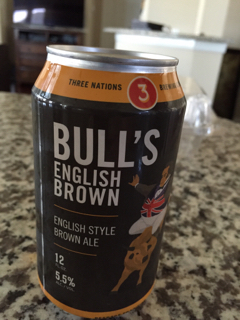 THREE NATIONS
3
BULL'S
ENGLISH
BROWN
ENGLISH STYLE
BROWN ALE
12
5.5%